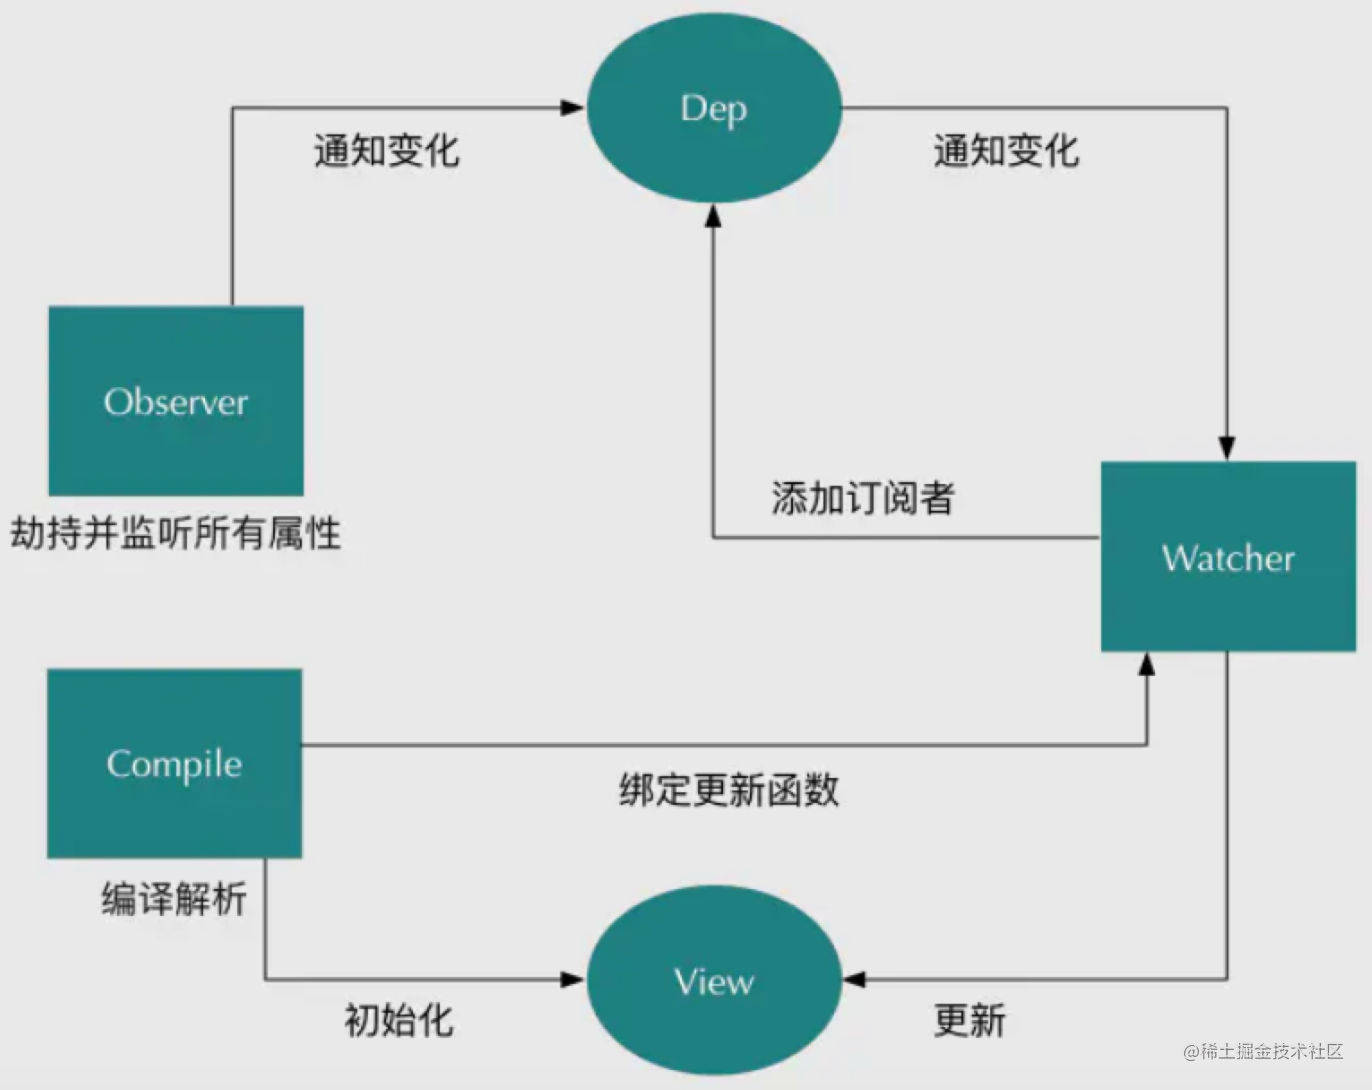 Dep
通知变化
通知变化
Observer
劫持并监听所有属性
添加订阅者
Watcher
Compile
绑定更新函数
编译解析
View
初始化
更新
@稀土掘金技术社区